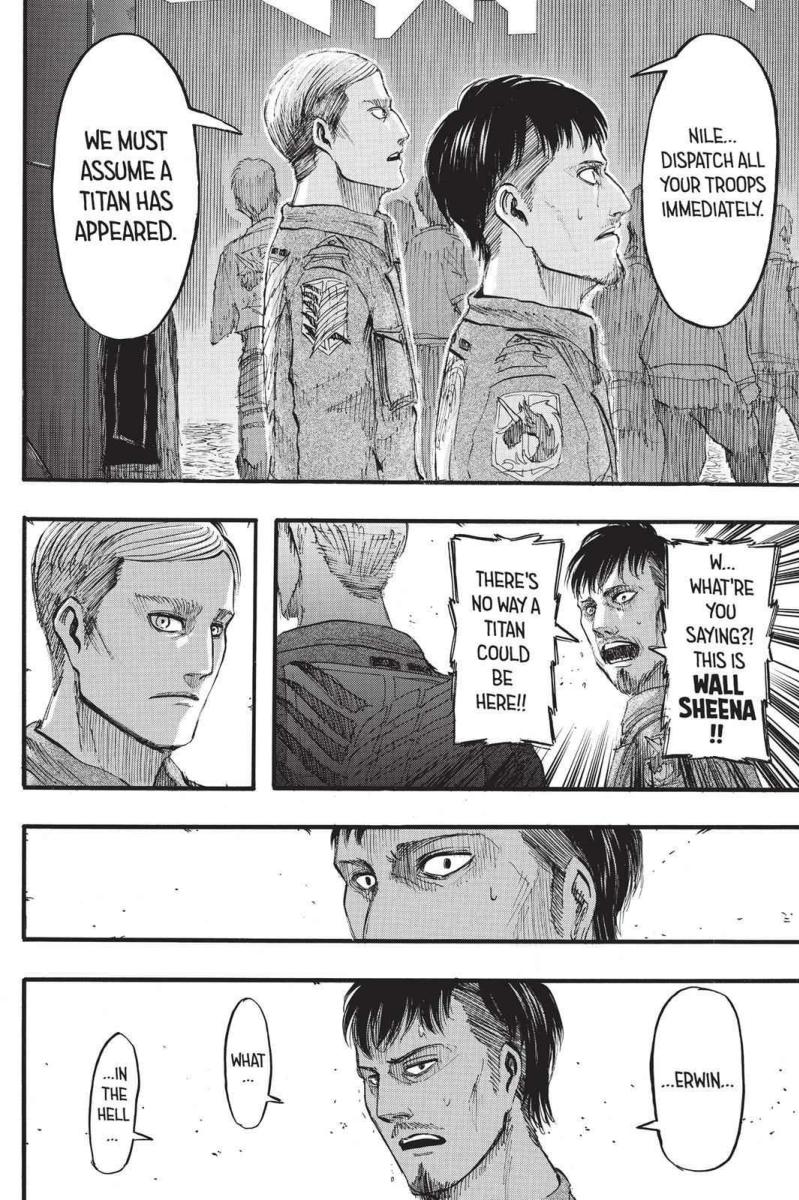 NILE...
DISPATCH ALL
YOUR TROOPS
IMMEDIATELY.
WE MUST
ASSUME A
TITAN HAS
APPEARED.
W...
WHAT'RE
YOU
SAYING?!
THIS IS
WALL
SHEENA
!!
THERE'S
NO WAY A
TITAN
COULD
BE
HERE!!
...ERWIN...
WHAT
...
...IN
THE
HELL
...